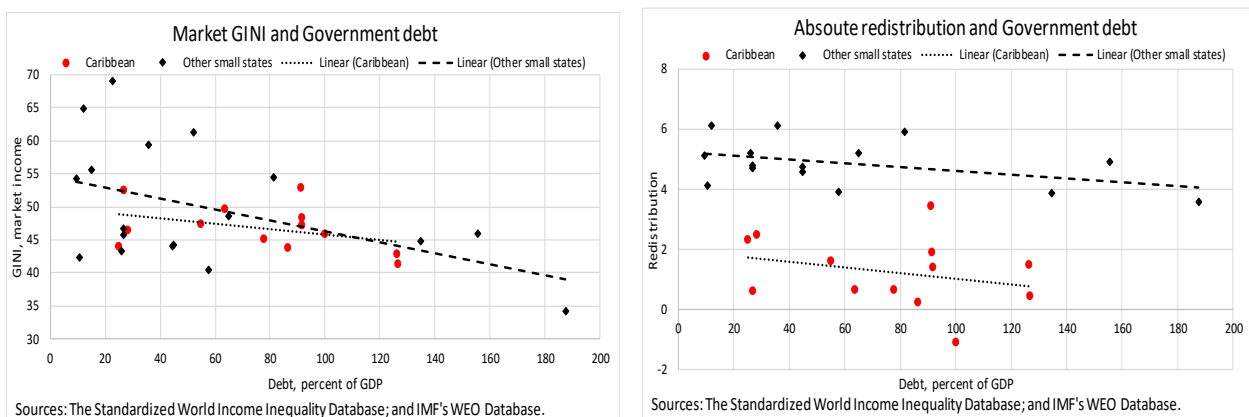 Market GINI and Government debt
Caribbean Other small states Linear (Caribbean) Linear (Other small states)
70
65
60
55
50
45
40
35
30
GINI, market income
0 20 40 60 80 100 120 140 160 180 200
Debt, percent of GDP
Sources: The Standardized World Income Inequality Database; and IMF's WEO Database.
Absoute redistribution and Government debt
Caribbean Other small states Linear (Caribbean) Linear (Other small states)
8
6
4
2
0
-2
Redistribution
0 20 40 60 80 100 120 140 160 180 200
Debt, percent of GDP
Sources: The Standardized World Income Inequality Database; and IMF's WEO Database.